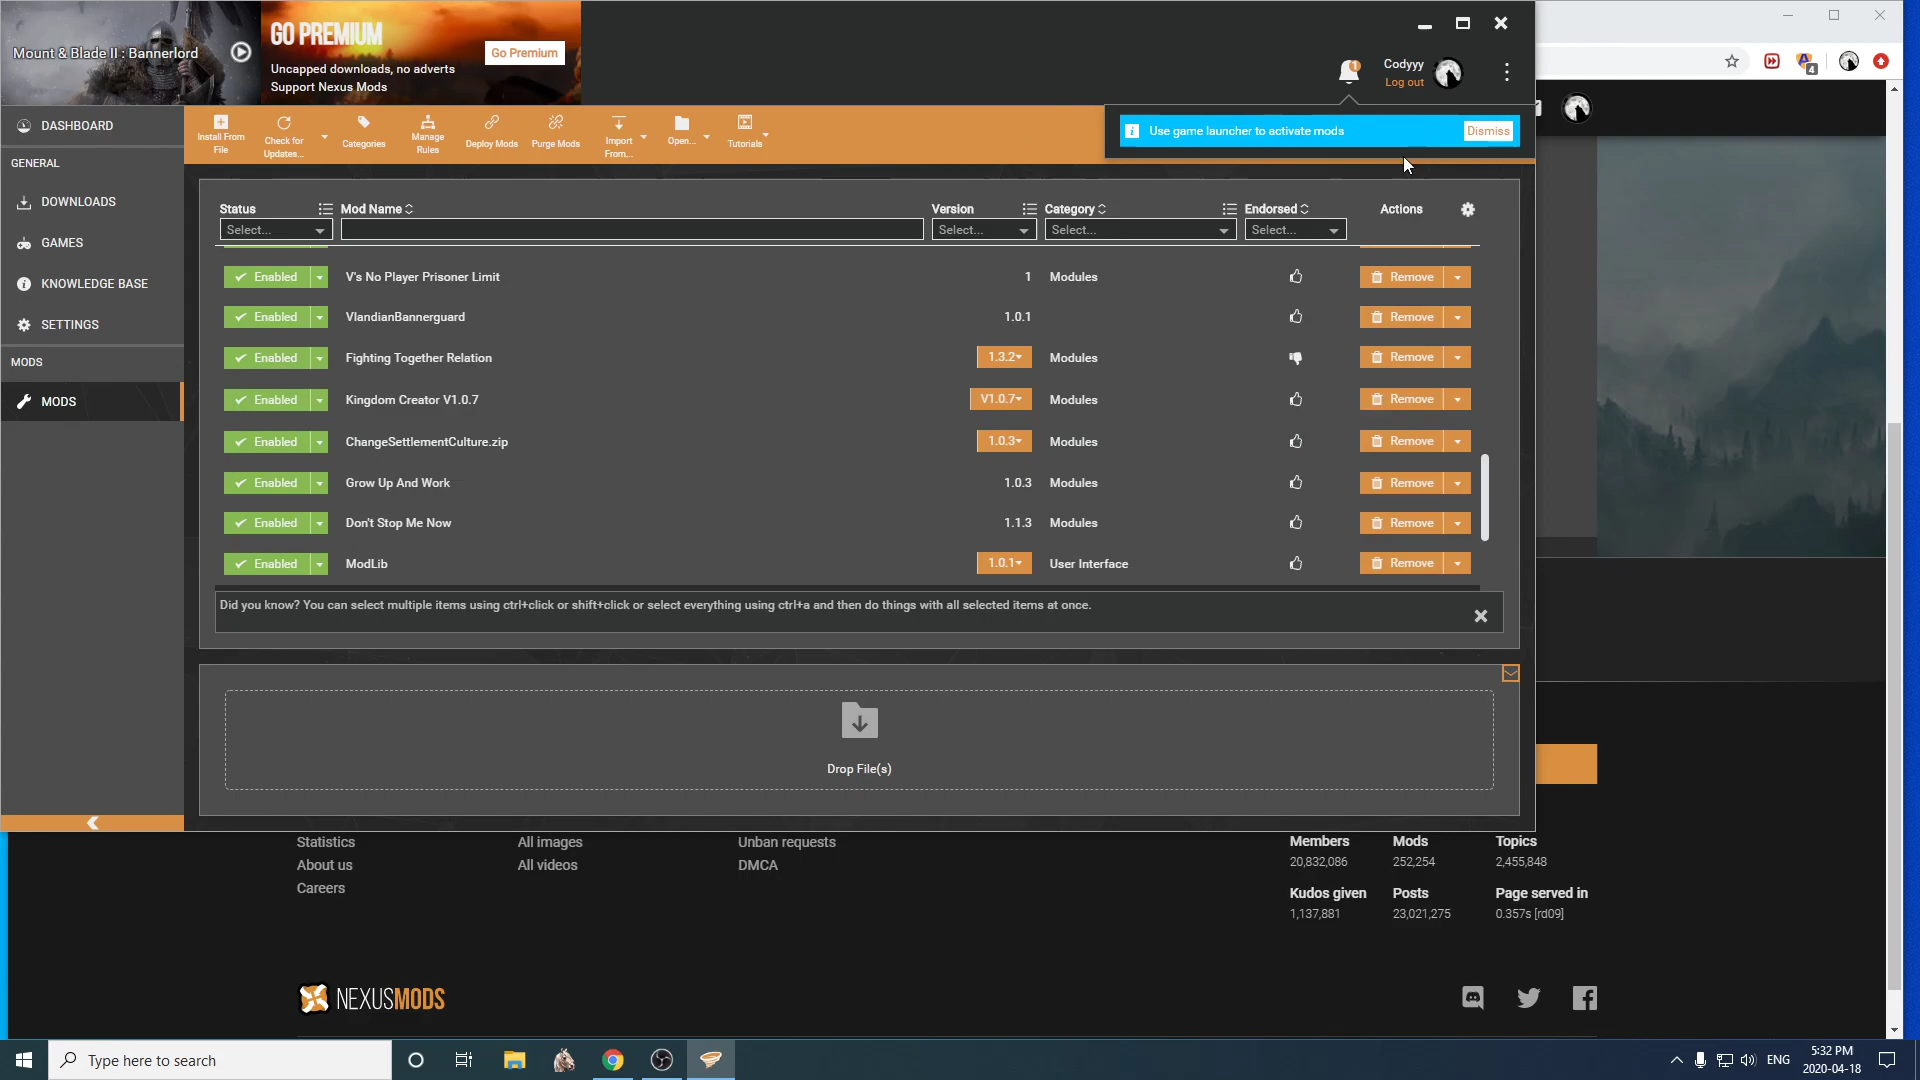 Mount & Blade II : Bannerlord
GO PREMIUM
Uncapped downloads, no adverts
Support Nexus Mods
Go Premium
1
Codyyy
Log out
4
DASHBOARD
GENERAL
DOWNLOADS
GAMES
KNOWLEDGE BASE
SETTINGS
MODS
MODS
Install From
File
Check for
Updates...
Categories
Manage
Rules
Deploy Mods
Purge Mods
Import
From...
Open...
Tutorials
Use game launcher to activate mods
Dismiss
Status Mod Name Version Category Endorsed Actions
Select... Select... Select... Select...
Enabled V's No Player Prisoner Limit 1 Modules Remove
Enabled VlandianBannerguard 1.0.1 Remove
Enabled Fighting Together Relation 1.3.2 Modules Remove
Enabled Kingdom Creator V1.0.7 V1.0.7 Modules Remove
Enabled ChangeSettlementCulture.zip 1.0.3 Modules Remove
Enabled Grow Up And Work 1.0.3 Modules Remove
Enabled Don't Stop Me Now 1.1.3 Modules Remove
Enabled ModLib 1.0.1 User Interface Remove
Did you know? You can select multiple items using ctrl+click or shift+click or select everything using ctrl+a and then do things with all selected items at once.
Drop File(s)
Statistics All images Unban requests
About us All videos DMCA
Careers
Members Mods Topics
20,832,086 252,254 2,455,848
Kudos given Posts Page served in
1,137,881 23,021,275 0.357s [rd09]
NEXUSMODS
Type here to search
ENG
5:32 PM
2020-04-18